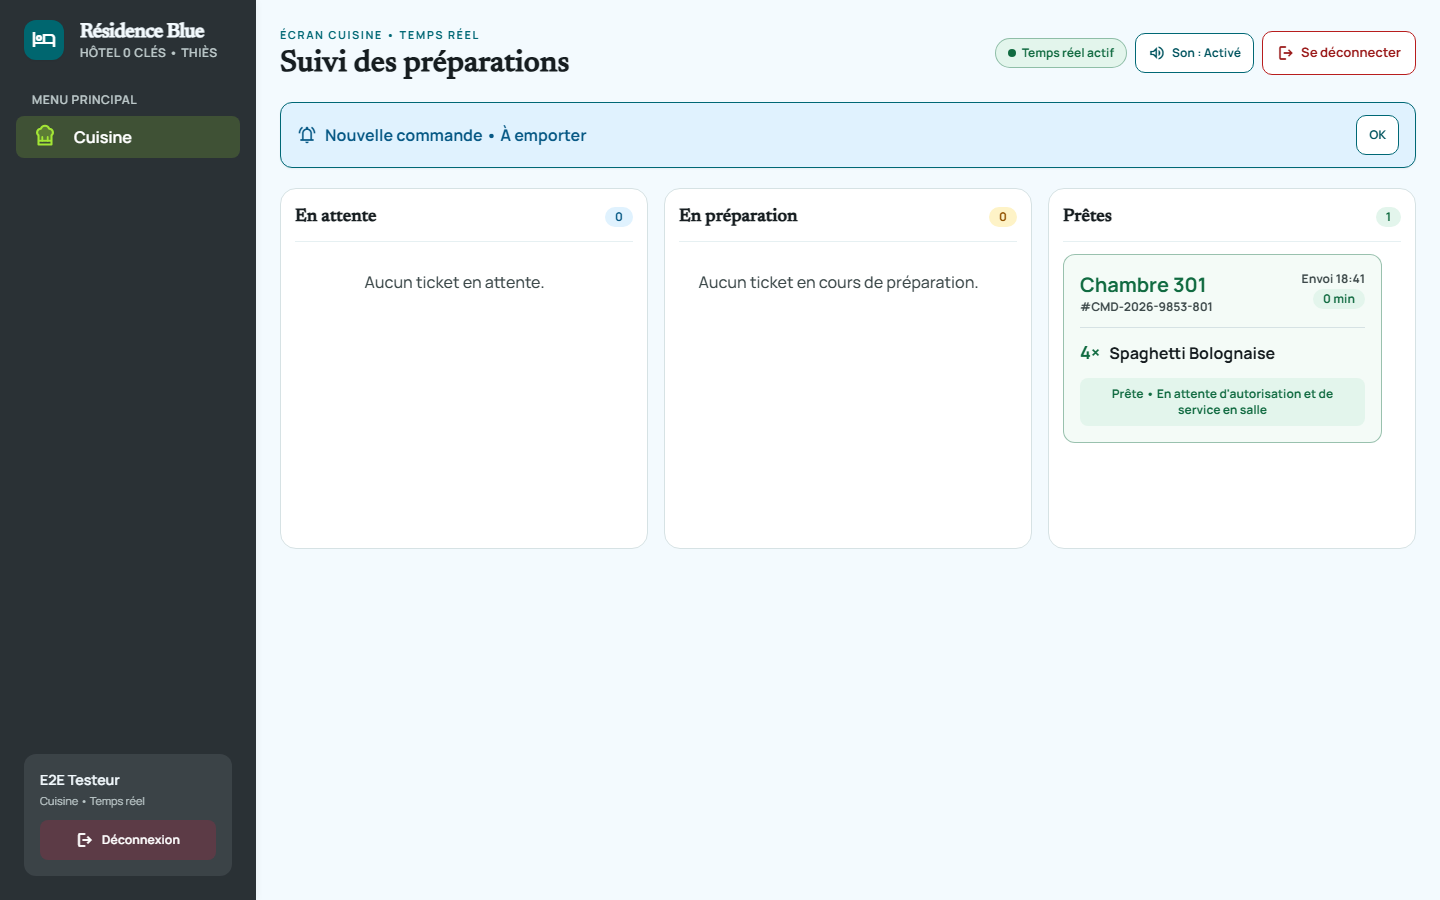 Résidence Blue
HÔTEL 0 CLÉS • THIÈS
MENU PRINCIPAL
Cuisine
E2E Testeur
Cuisine • Temps réel
Déconnexion
ÉCRAN CUISINE • TEMPS RÉEL
Suivi des préparations
Temps réel actif
Son : Activé
Se déconnecter
Nouvelle commande • À emporter
OK
En attente
0
Aucun ticket en attente.
En préparation
0
Aucun ticket en cours de préparation.
Prêtes
1
Chambre 301
Envoi 18:41
#CMD-2026-9853-801
0 min
4× Spaghetti Bolognaise
Prête • En attente d'autorisation et de
service en salle